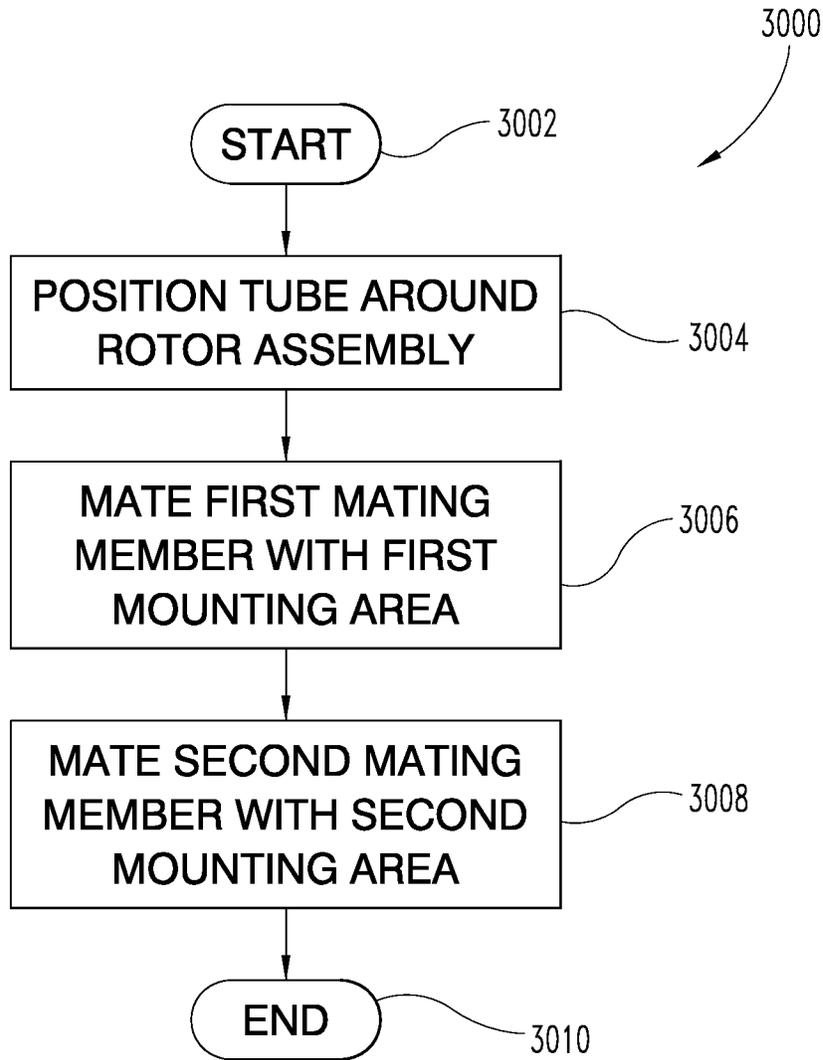 3000
START
3002
POSITION TUBE AROUND
ROTOR ASSEMBLY
3004
MATE FIRST MATING
MEMBER WITH FIRST
MOUNTING AREA
3006
MATE SECOND MATING
MEMBER WITH SECOND
MOUNTING AREA
3008
END
3010